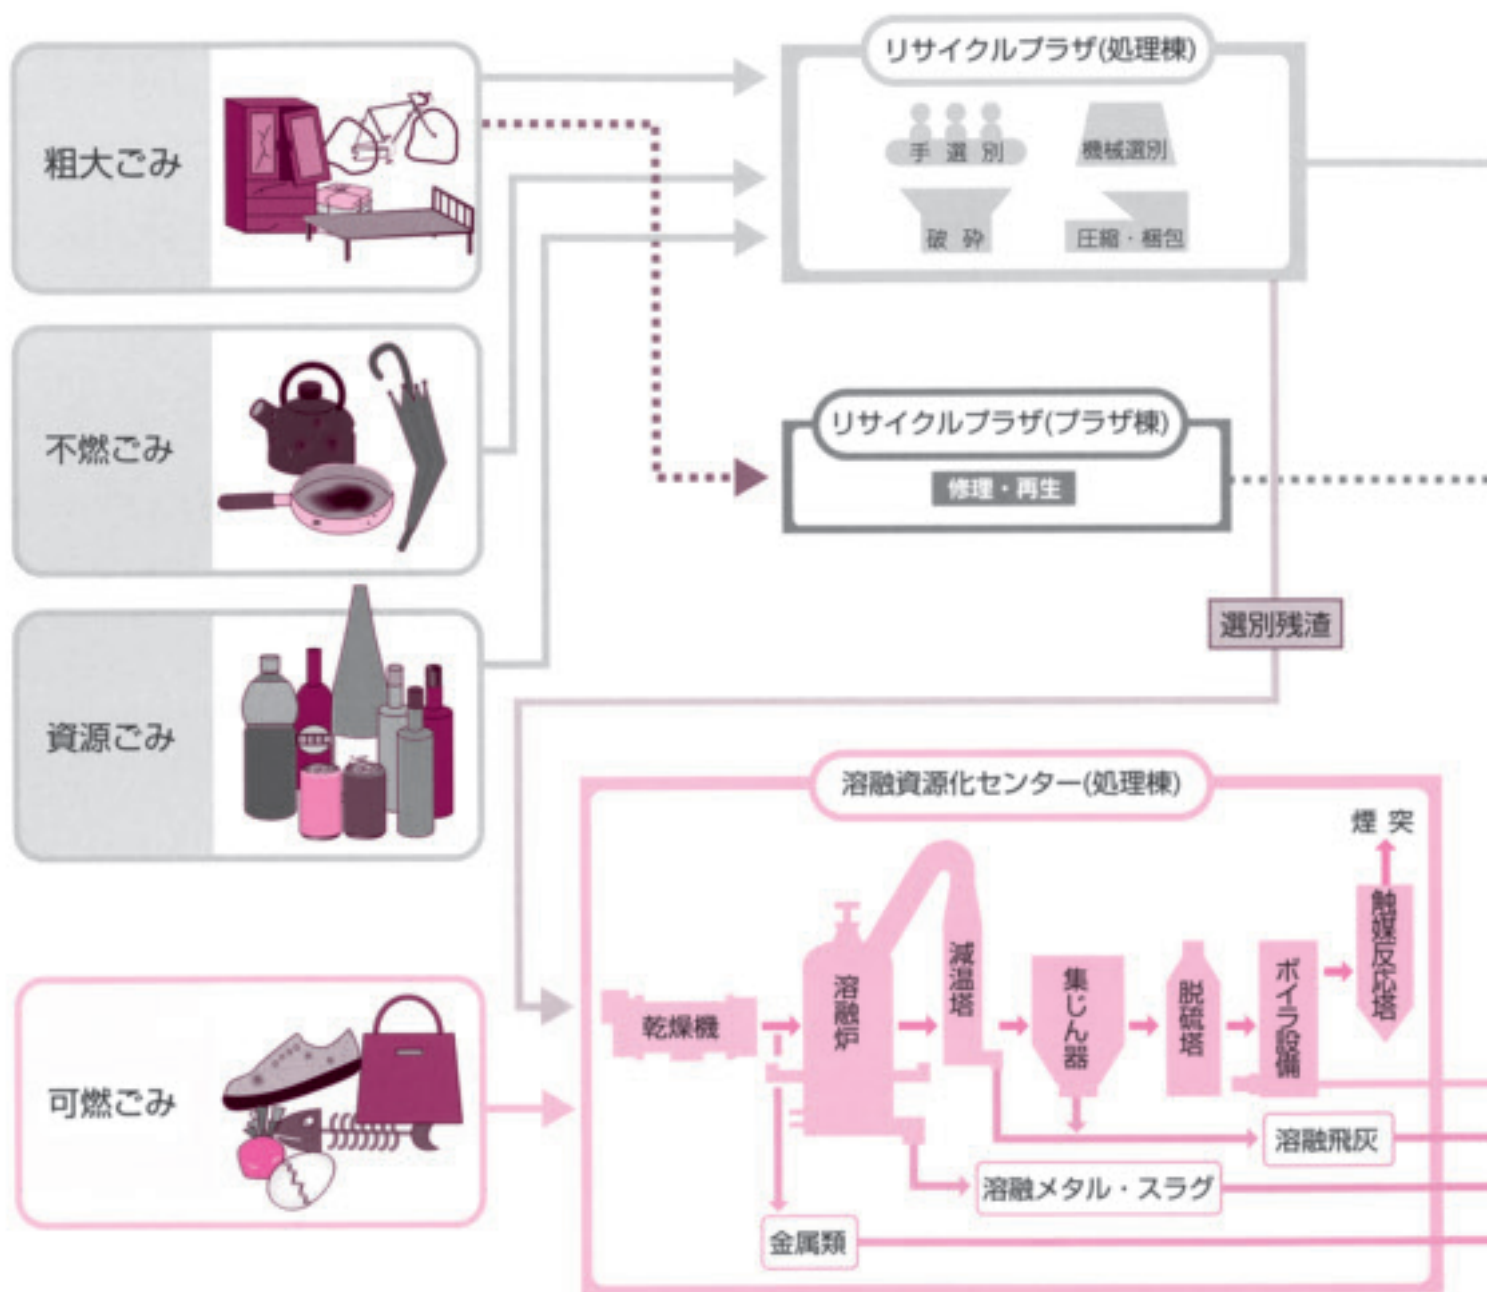 粗大ごみ
リサイクルプラザ(処理棟)
手選別
機械選別
破砕
圧縮・梱包
不燃ごみ
リサイクルプラザ(プラザ棟)
修理・再生
選別残渣
資源ごみ
溶融資源化センター(処理棟)
煙突
乾燥機
溶融炉
減温塔
集じん器
脱硫塔
ボイラ設備
触媒反応塔
可燃ごみ
溶融飛灰
溶融メタル・スラグ
金属類